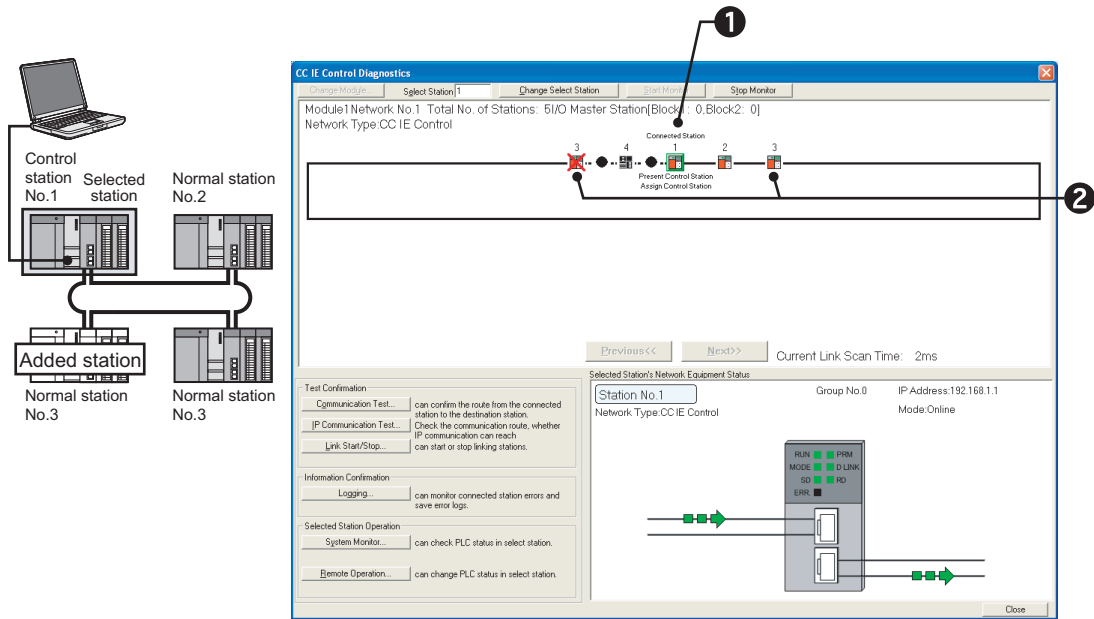 ❶
❷
Control
station
No.1
Selected
station
Normal station
No.2
Added station
Normal station
No.3
Normal station
No.3
CC IE Control Diagnostics
Change Module...
Select Station 1
Change Select Station
Start Monitor
Stop Monitor
Module1 Network No.1 Total No. of Stations: 5I/O Master Station[Block1: 0,Block2: 0]
Network Type:CC IE Control
Connected Station
3 4 1 2 3
Present Control Station
Assign Control Station
Previous<<
Next>>
Current Link Scan Time: 2ms
Test Confirmation
Communication Test...
can confirm the route from the connected
station to the destination station.
IP Communication Test...
Check the communication route, whether
IP communication can reach
Link Start/Stop...
can start or stop linking stations.
Information Confirmation
Logging...
can monitor connected station errors and
save error logs.
Selected Station Operation
System Monitor...
can check PLC status in select station.
Remote Operation...
can change PLC status in select station.
Selected Station's Network Equipment Status
Station No.1
Group No.0
IP Address:192.168.1.1
Network Type:CC IE Control
Mode:Online
RUN PRM
MODE D LINK
SD RD
ERR.
Close